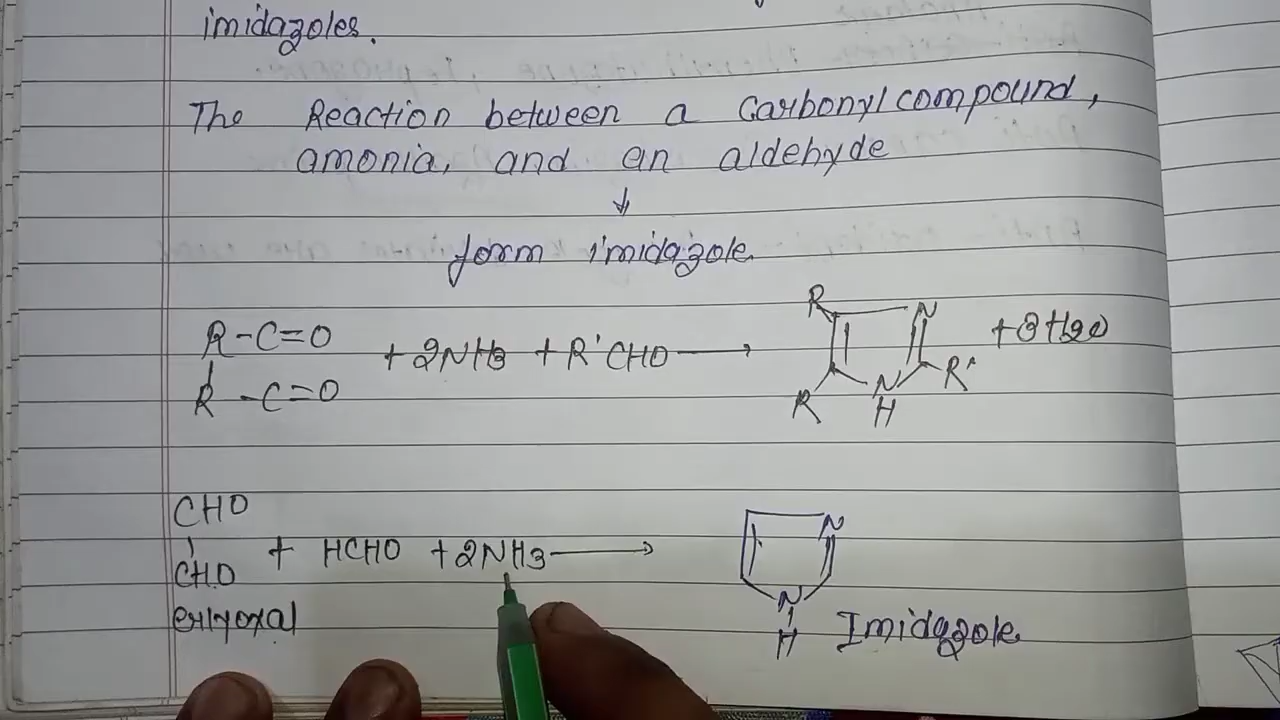 imidazoles.
The Reaction between a Carbonyl compound,
amonia, and an aldehyde
↓
form imidazole
R-C=O
R-C=O
+2NH3 + R'CHO →
R N
R N H R'
+3H2O
CHO
CHO
+ HCHO +2NH3 →
N
N
H
Imidazole